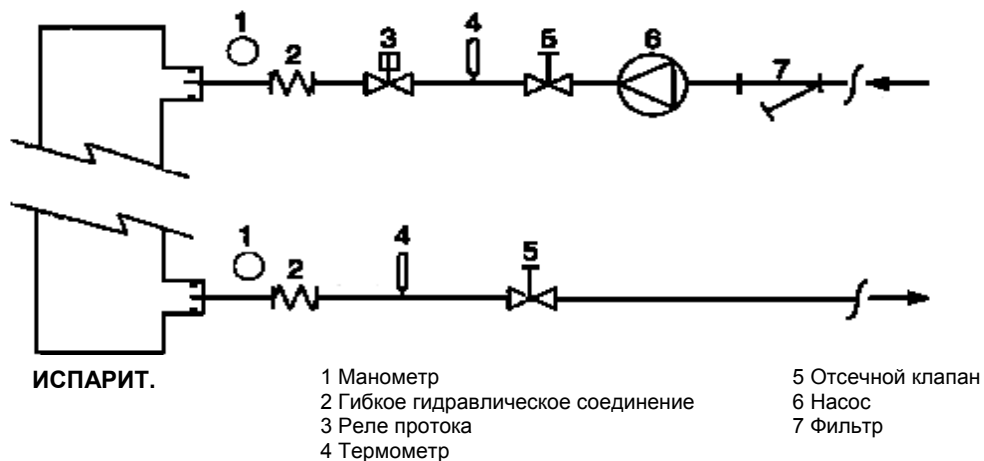 1 2 3 4 5 6 7
1 2 4 5
ИСПАРИТ.
1 Манометр
2 Гибкое гидравлическое соединение
3 Реле протока
4 Термометр
5 Отсечной клапан
6 Насос
7 Фильтр